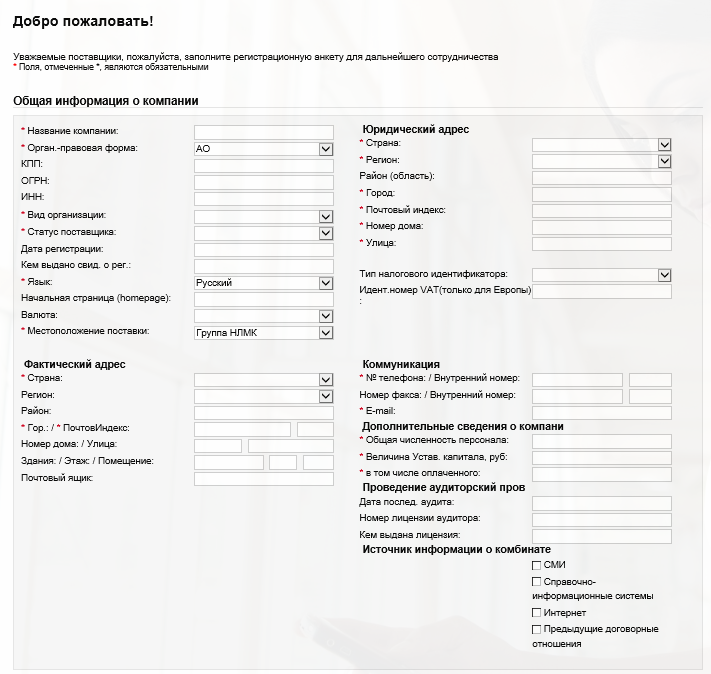 Добро пожаловать!
Уважаемые поставщики, пожалуйста, заполните регистрационную анкету для дальнейшего сотрудничества
* Поля, отмеченные *, являются обязательными
Общая информация о компании
* Название компании:
* Орган.-правовая форма: АО
КПП:
ОГРН:
ИНН:
* Вид организации:
* Статус поставщика:
Дата регистрации:
Кем выдано свид. о рег.:
* Язык: Русский
Начальная страница (homepage):
Валюта:
* Местоположение поставки: Группа НЛМК
Юридический адрес
* Страна:
* Регион:
Район (область):
* Город:
* Почтовый индекс:
* Номер дома:
* Улица:
Тип налогового идентификатора:
Идент.номер VAT(только для Европы)
:
Фактический адрес
* Страна:
Регион:
Район:
* Гор.: / * ПочтовИндекс:
Номер дома: / Улица:
Здания: / Этаж: / Помещение:
Почтовый ящик:
Коммуникация
* № телефона: / Внутренний номер:
Номер факса: / Внутренний номер:
* E-mail:
Дополнительные сведения о компани
* Общая численность персонала:
* Величина Устав. капитала, руб:
* в том числе оплаченного:
Проведение аудиторский пров
Дата послед. аудита:
Номер лицензии аудитора:
Кем выдана лицензия:
Источник информации о комбинате
СМИ
Справочно-
информационные системы
Интернет
Предыдущие договорные
отношения